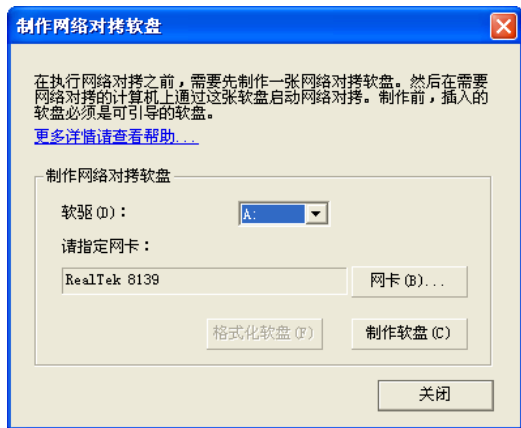 制作网络对拷软盘
在执行网络对拷之前，需要先制作一张网络对拷软盘。然后在需要
网络对拷的计算机上通过这张软盘启动网络对拷。制作前，插入的
软盘必须是可引导的软盘。
更多详情请查看帮助...
制作网络对拷软盘
软驱(D)： A:
请指定网卡：
RealTek 8139 网卡(B)...
格式化软盘(F) 制作软盘(C)
关闭